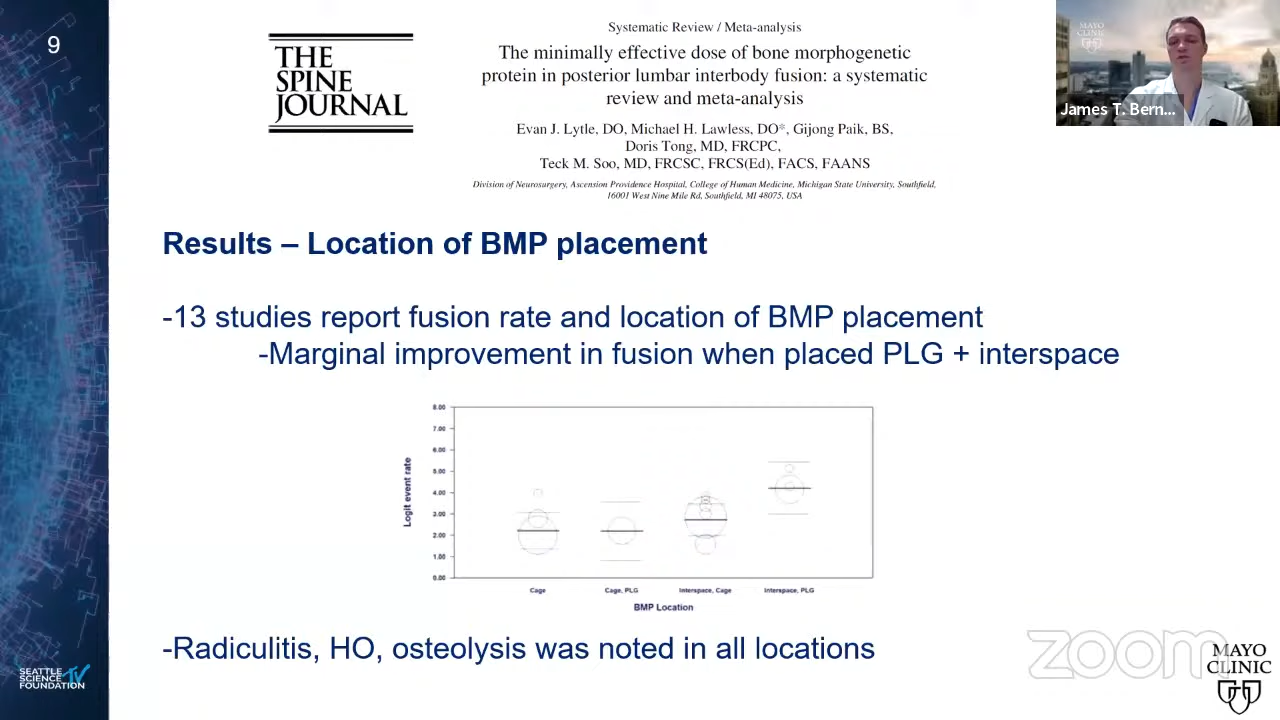 9
THE
SPINE
JOURNAL
Systematic Review / Meta-analysis
The minimally effective dose of bone morphogenetic
protein in posterior lumbar interbody fusion: a systematic
review and meta-analysis
Evan J. Lytle, DO, Michael H. Lawless, DO*, Gijong Paik, BS,
Doris Tong, MD, FRCPC,
Teck M. Soo, MD, FRCSC, FRCS(Ed), FACS, FAANS
Division of Neurosurgery, Ascension Providence Hospital, College of Human Medicine, Michigan State University, Southfield,
16001 West Nine Mile Rd, Southfield, MI 48075, USA
MAYO
CLINIC
James T. Bern...
Results – Location of BMP placement
-13 studies report fusion rate and location of BMP placement
-Marginal improvement in fusion when placed PLG + interspace
8.00
7.00
6.00
5.00
4.00
3.00
2.00
1.00
0.00
Logit event rate
Cage
Cage, PLG
Interspace, Cage
Interspace, PLG
BMP Location
-Radiculitis, HO, osteolysis was noted in all locations
SEATTLE
SCIENCE
FOUNDATION
TV
zoom
MAYO
CLINIC